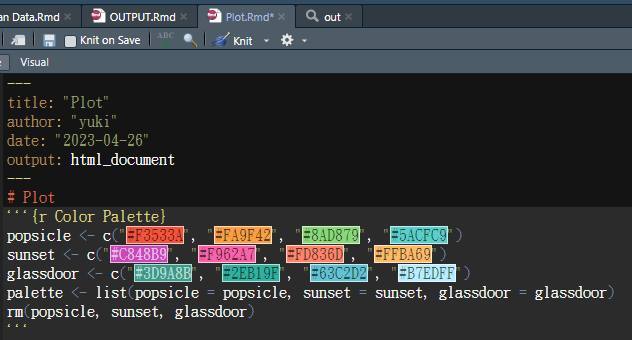 an Data.Rmd OUTPUT.Rmd Plot.Rmd* out
Knit on Save ABC Knit
Visual
---
title: "Plot"
author: "yuki"
date: "2023-04-26"
output: html_document
---
# Plot
```{r Color Palette}
popsicle <- c("#F3533A", "#FA9F42", "#8AD879", "#5ACFC9")
sunset <- c("#C848B9", "#F962A7", "#FD836D", "#FFBA69")
glassdoor <- c("#3D9A8B", "#2EB19F", "#63C2D2", "#B7EDFF")
palette <- list(popsicle = popsicle, sunset = sunset, glassdoor = glassdoor)
rm(popsicle, sunset, glassdoor)
```